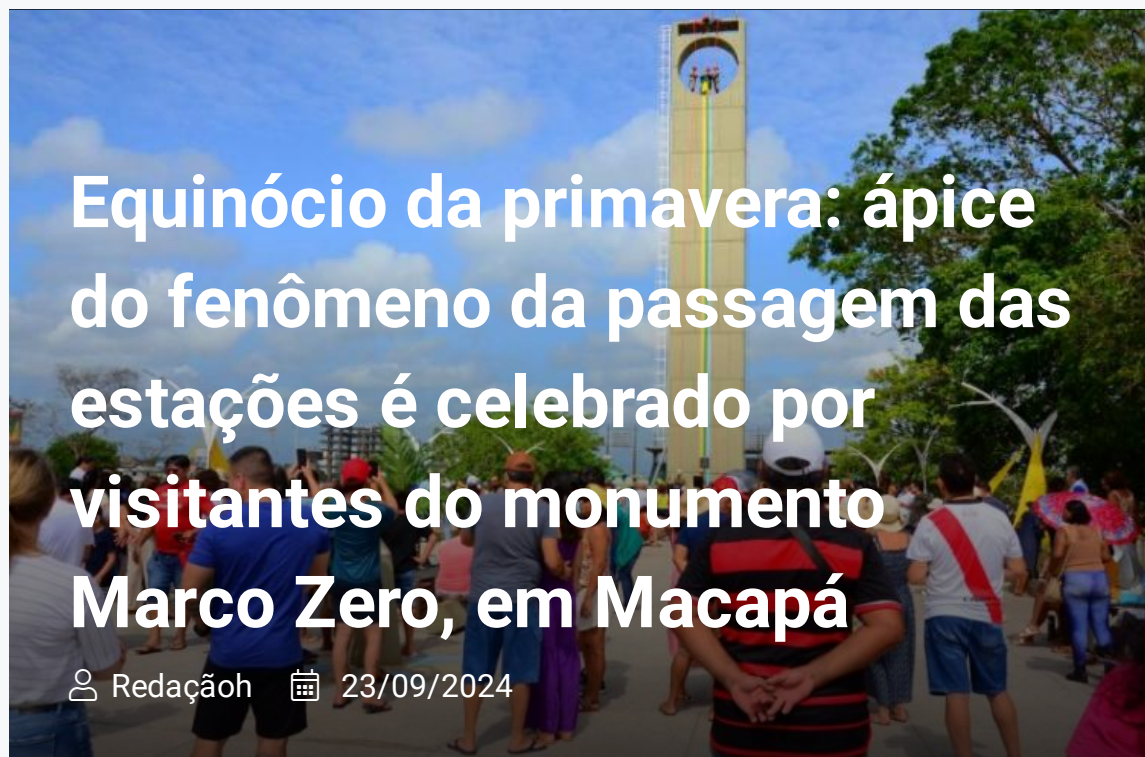 Equinócio da primavera: ápice
do fenômeno da passagem das
estações é celebrado por
visitantes do monumento
Marco Zero, em Macapá
Redaçãoh 23/09/2024